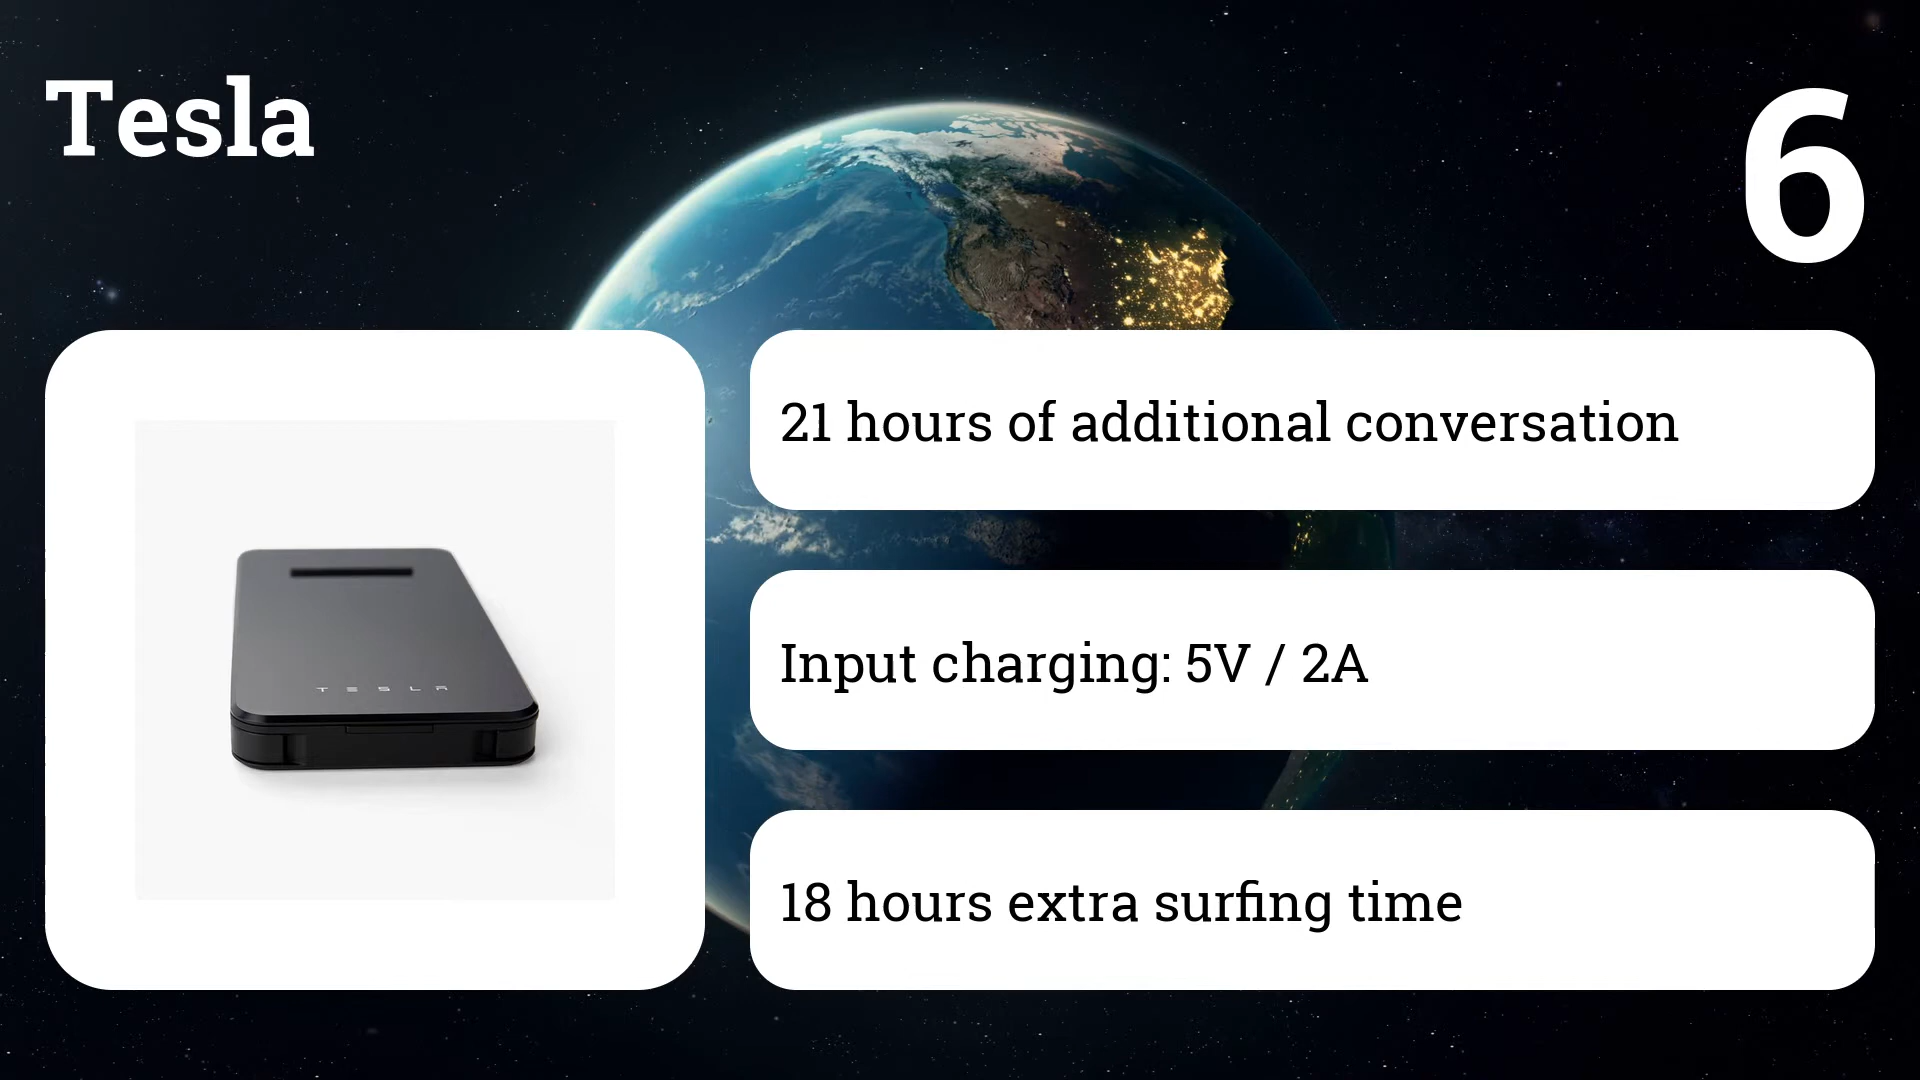 Tesla
6
TESLA
21 hours of additional conversation
Input charging: 5V / 2A
18 hours extra surfing time